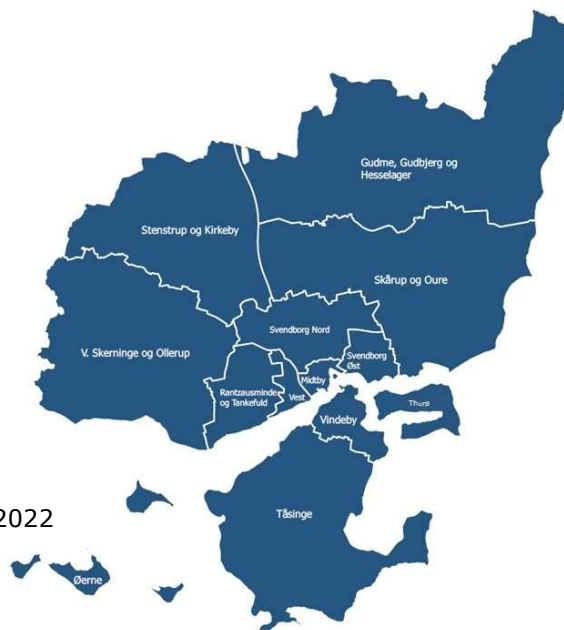 Gudme, Gudbjerg og
Hesselager
Stenstrup og Kirkeby
Skårup og Oure
Svendborg Nord
V. Skerninge og Ollerup
Svendborg
Øst
Midtby
Rantzausminde
og Tankefuld
Vest
Thurø
Vindeby
Tåsinge
2022
Øerne